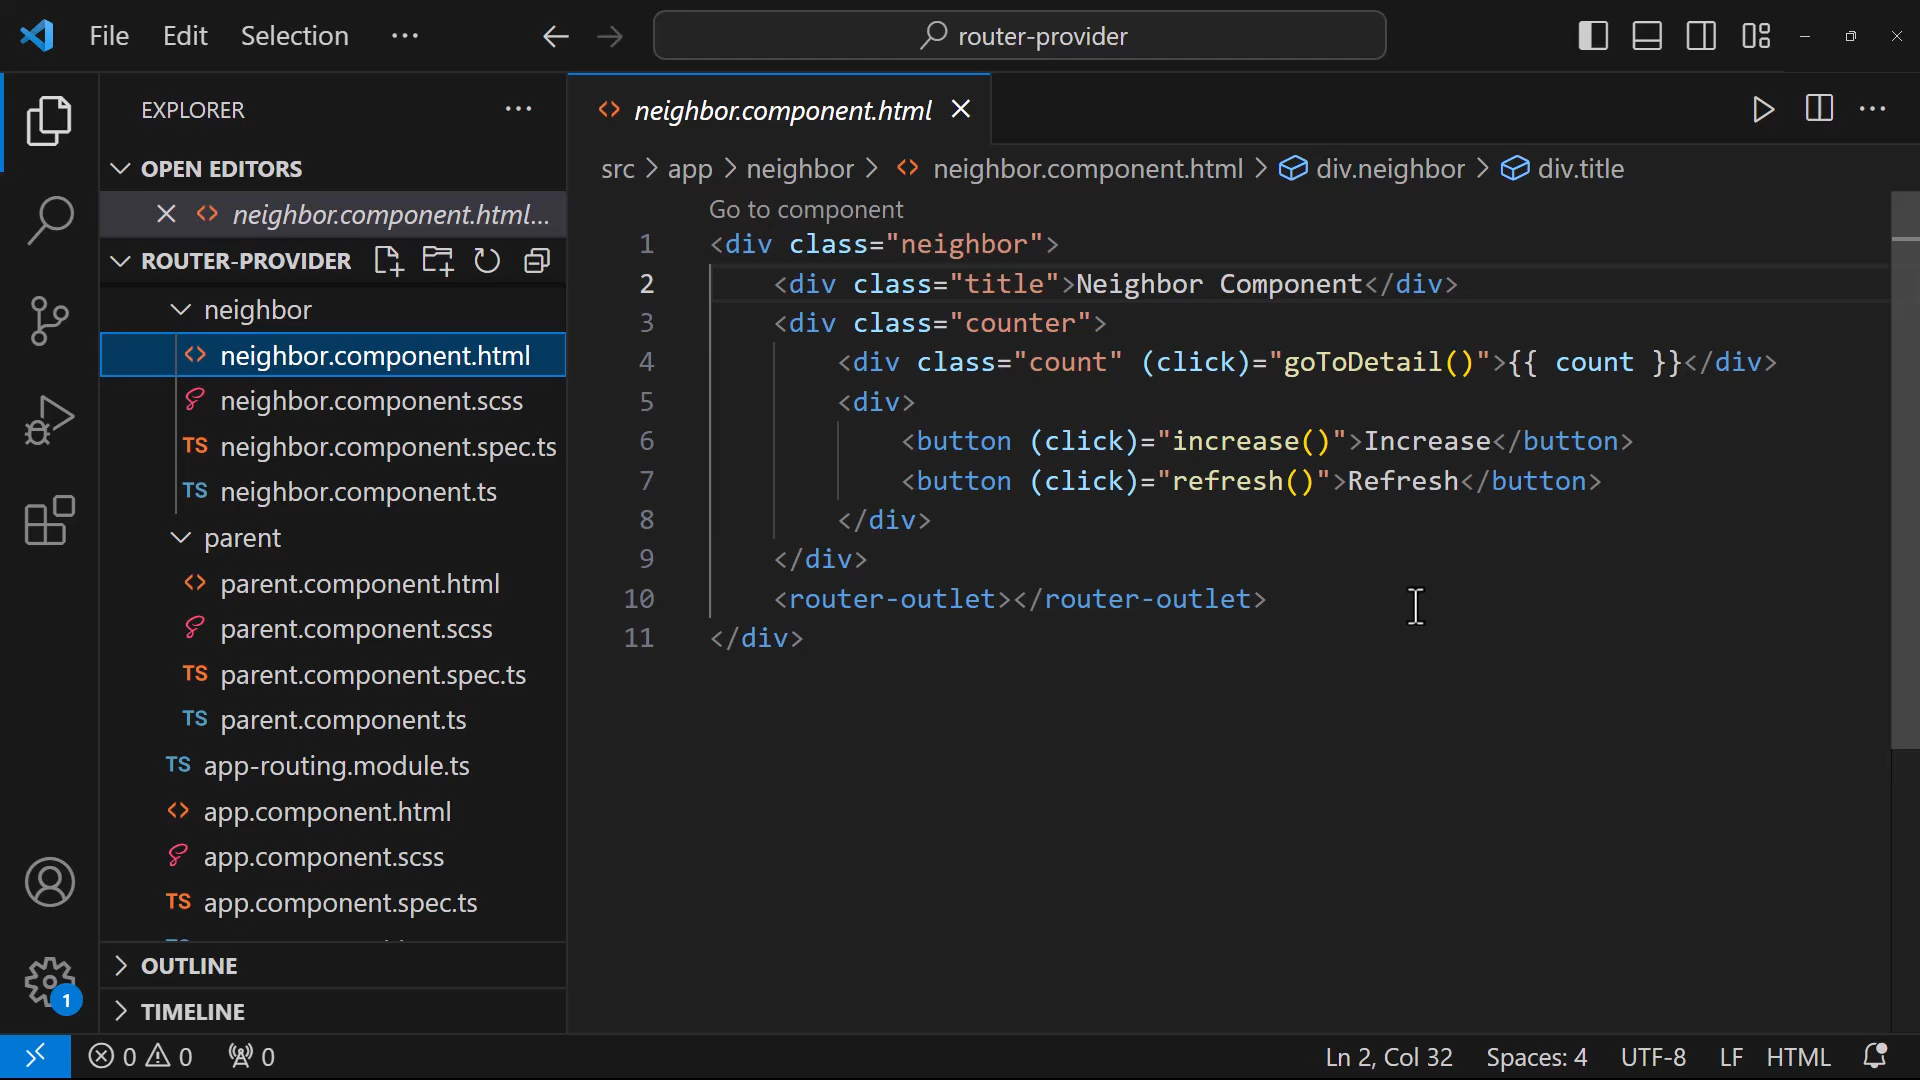 File Edit Selection ···
router-provider
EXPLORER ···
OPEN EDITORS
neighbor.component.html...
ROUTER-PROVIDER
neighbor
neighbor.component.html
neighbor.component.scss
TS neighbor.component.spec.ts
TS neighbor.component.ts
parent
parent.component.html
parent.component.scss
TS parent.component.spec.ts
TS parent.component.ts
TS app-routing.module.ts
app.component.html
app.component.scss
TS app.component.spec.ts
OUTLINE
TIMELINE
neighbor.component.html
src > app > neighbor > neighbor.component.html > div.neighbor > div.title
Go to component
1 <div class="neighbor">
2 <div class="title">Neighbor Component</div>
3 <div class="counter">
4 <div class="count" (click)="goToDetail()">{{ count }}</div>
5 <div>
6 <button (click)="increase()">Increase</button>
7 <button (click)="refresh()">Refresh</button>
8 </div>
9 </div>
10 <router-outlet></router-outlet>
11 </div>
1
0 0 0
Ln 2, Col 32 Spaces: 4 UTF-8 LF HTML